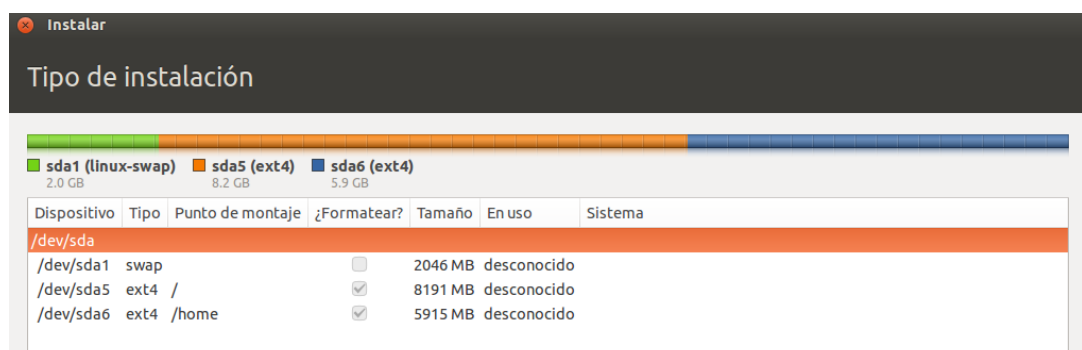 Instalar
Tipo de instalación
sda1 (linux-swap) sda5 (ext4) sda6 (ext4)
2.0 GB 8.2 GB 5.9 GB
Dispositivo Tipo Punto de montaje ¿Formatear? Tamaño En uso Sistema
/dev/sda
/dev/sda1 swap 2046 MB desconocido
/dev/sda5 ext4 / 8191 MB desconocido
/dev/sda6 ext4 /home 5915 MB desconocido